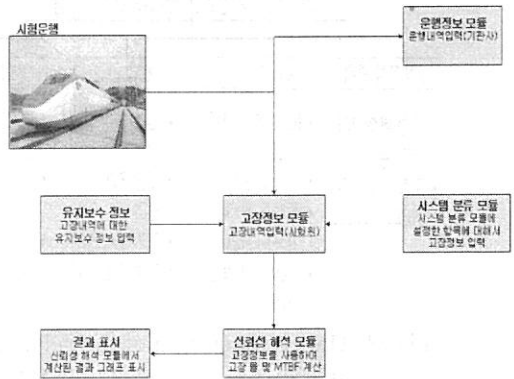 시험운행
운행정보 모듈
운행내역입력(기관사)
유지보수 정보
고장내역에 대한
유지보수 정보 입력
고장정보 모듈
고장내역입력(시험원)
시스템 분류 모듈
시스템 분류 모듈에
설정한 항목에 대해서
고장정보 입력
결과 표시
신뢰성 해석 모듈에서
계산된 결과 그래프 표시
신뢰성 해석 모듈
고장정보를 사용하여
고장율 및 MTBF 계산